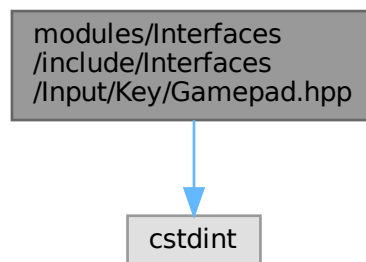 modules/Interfaces
/include/Interfaces
/Input/Key/Gamepad.hpp
cstdint